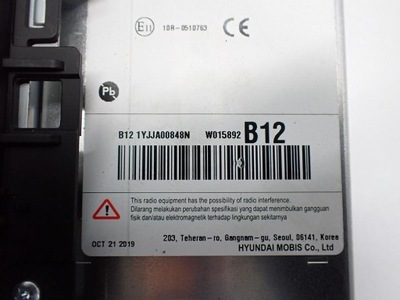 E11 10R-0510763
Pb
B12 1YJJA00848N W015892 B12
This radio equipment has the possibility of radio interference.
Dilarang melakukan perubahan spesifikasi yang dapat menimbulkan gangguan
fisik dan/atau elektromagnetik terhadap lingkungan sekitarnya
OCT 21 2019
203, Teheran-ro, Gangnam-gu, Seoul, 06141, Korea
HYUNDAI MOBIS Co., Ltd